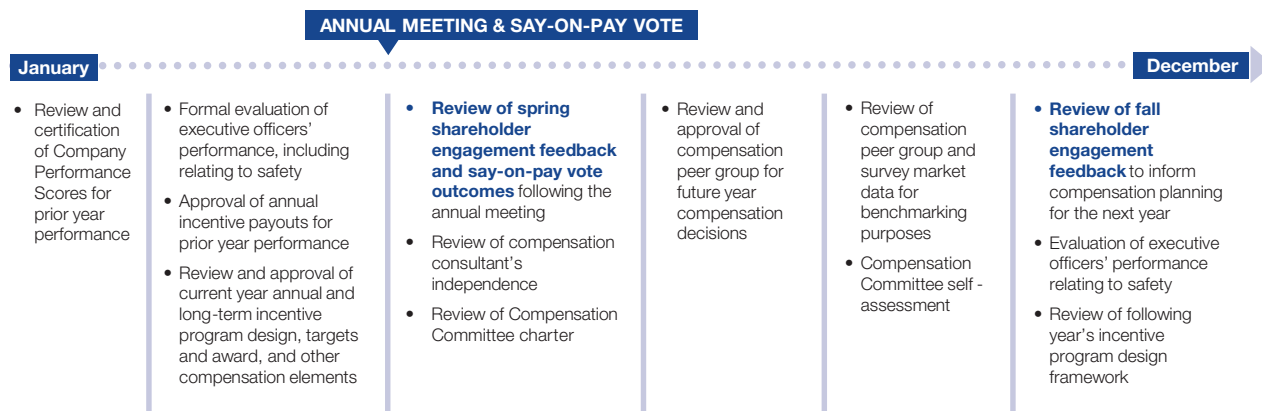 ANNUAL MEETING & SAY-ON-PAY VOTE
January
December
• Review and
certification
of Company
Performance
Scores for
prior year
performance
• Formal evaluation of
executive officers’
performance, including
relating to safety
• Approval of annual
incentive payouts for
prior year performance
• Review and approval of
current year annual and
long-term incentive
program design, targets
and award, and other
compensation elements
• Review of spring
shareholder
engagement feedback
and say-on-pay vote
outcomes following the
annual meeting
• Review of compensation
consultant’s
independence
• Review of Compensation
Committee charter
• Review and
approval of
compensation
peer group for
future year
compensation
decisions
• Review of
compensation
peer group and
survey market
data for
benchmarking
purposes
• Compensation
Committee self -
assessment
• Review of fall
shareholder
engagement
feedback to inform
compensation planning
for the next year
• Evaluation of executive
officers’ performance
relating to safety
• Review of following
year’s incentive
program design
framework